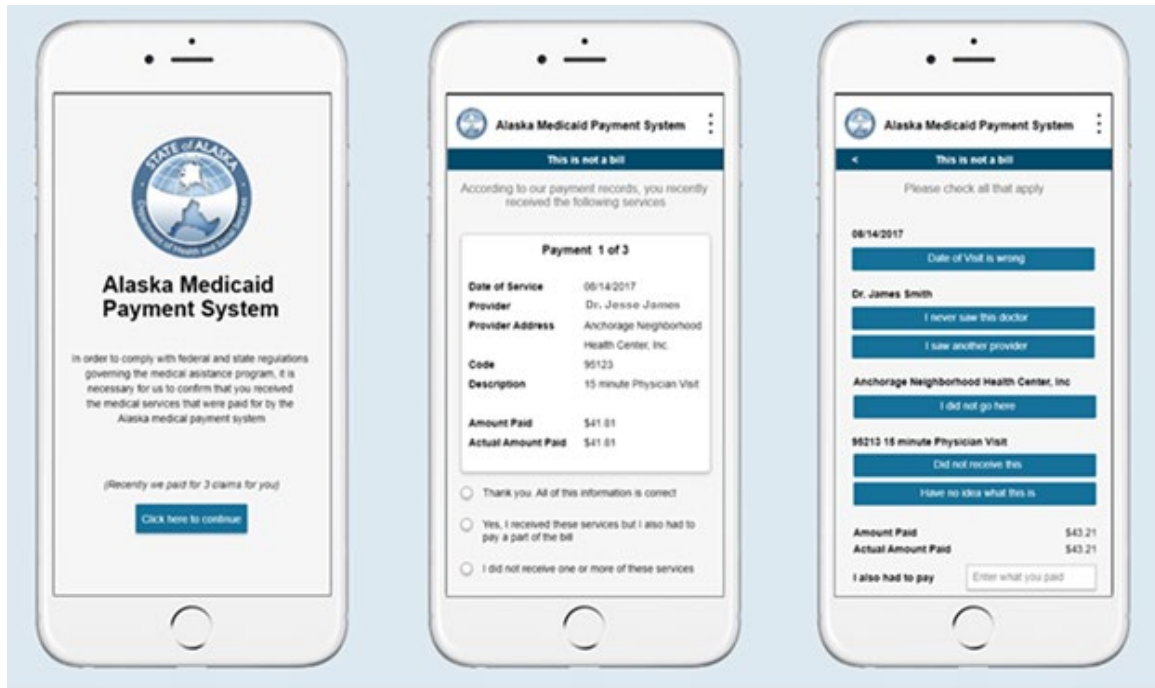 STATE of ALASKA
Department of Health and Social Services
Alaska Medicaid
Payment System
In order to comply with federal and state regulations
governing the medical asistance program, it is
necessary for us to confirm that you received
the medical services that were paid for by the
Alaska medical payment system
(Recently we paid for 3 claims for you)
Click here to continue
Alaska Medicaid Payment System
This is not a bill
According to our payment records, you recently
received the following services
Payment 1 of 3
Date of Service 08/14/2017
Provider Dr. Jesse James
Provider Address Anchorage Neighborhood
Health Center, Inc.
Code 95123
Description 15 minute Physician Visit
Amount Paid $41.81
Actual Amount Paid $41.81
Thank you. All of this information is correct
Yes, I received these services but I also had to
pay a part of the bill
I did not receive one or more of these services
Alaska Medicaid Payment System
< This is not a bill
Please check all that apply
08/14/2017
Date of Visit is wrong
Dr. James Smith
I never saw this doctor
I saw another provider
Anchorage Neighborhood Health Center, Inc
I did not go here
95213 15 minute Physician Visit
Did not receive this
Have no idea what this is
Amount Paid $43.21
Actual Amount Paid $43.21
I also had to pay Enter what you paid